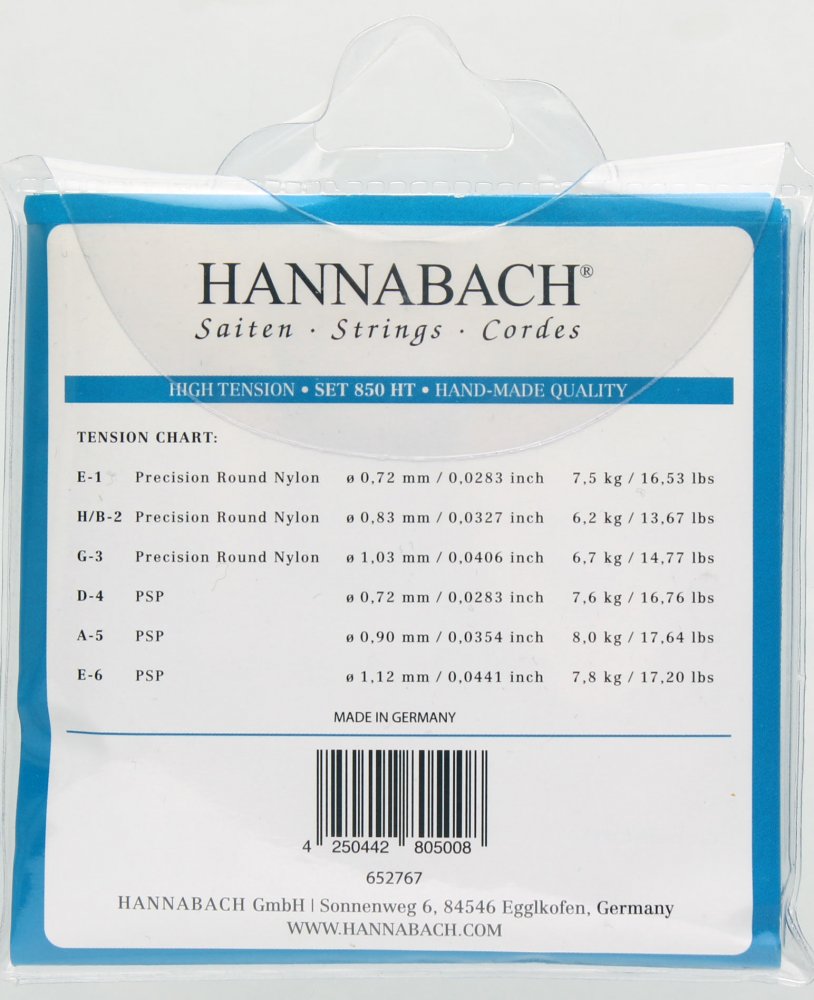 HANNABACH®
Saiten · Strings · Cordes
HIGH TENSION • SET 850 HT • HAND-MADE QUALITY
TENSION CHART:
E-1 Precision Round Nylon ø 0,72 mm / 0,0283 inch 7,5 kg / 16,53 lbs
H/B-2 Precision Round Nylon ø 0,83 mm / 0,0327 inch 6,2 kg / 13,67 lbs
G-3 Precision Round Nylon ø 1,03 mm / 0,0406 inch 6,7 kg / 14,77 lbs
D-4 PSP ø 0,72 mm / 0,0283 inch 7,6 kg / 16,76 lbs
A-5 PSP ø 0,90 mm / 0,0354 inch 8,0 kg / 17,64 lbs
E-6 PSP ø 1,12 mm / 0,0441 inch 7,8 kg / 17,20 lbs
MADE IN GERMANY
4 250442 805008
652767
HANNABACH GmbH | Sonnenweg 6, 84546 Egglkofen, Germany
WWW.HANNABACH.COM